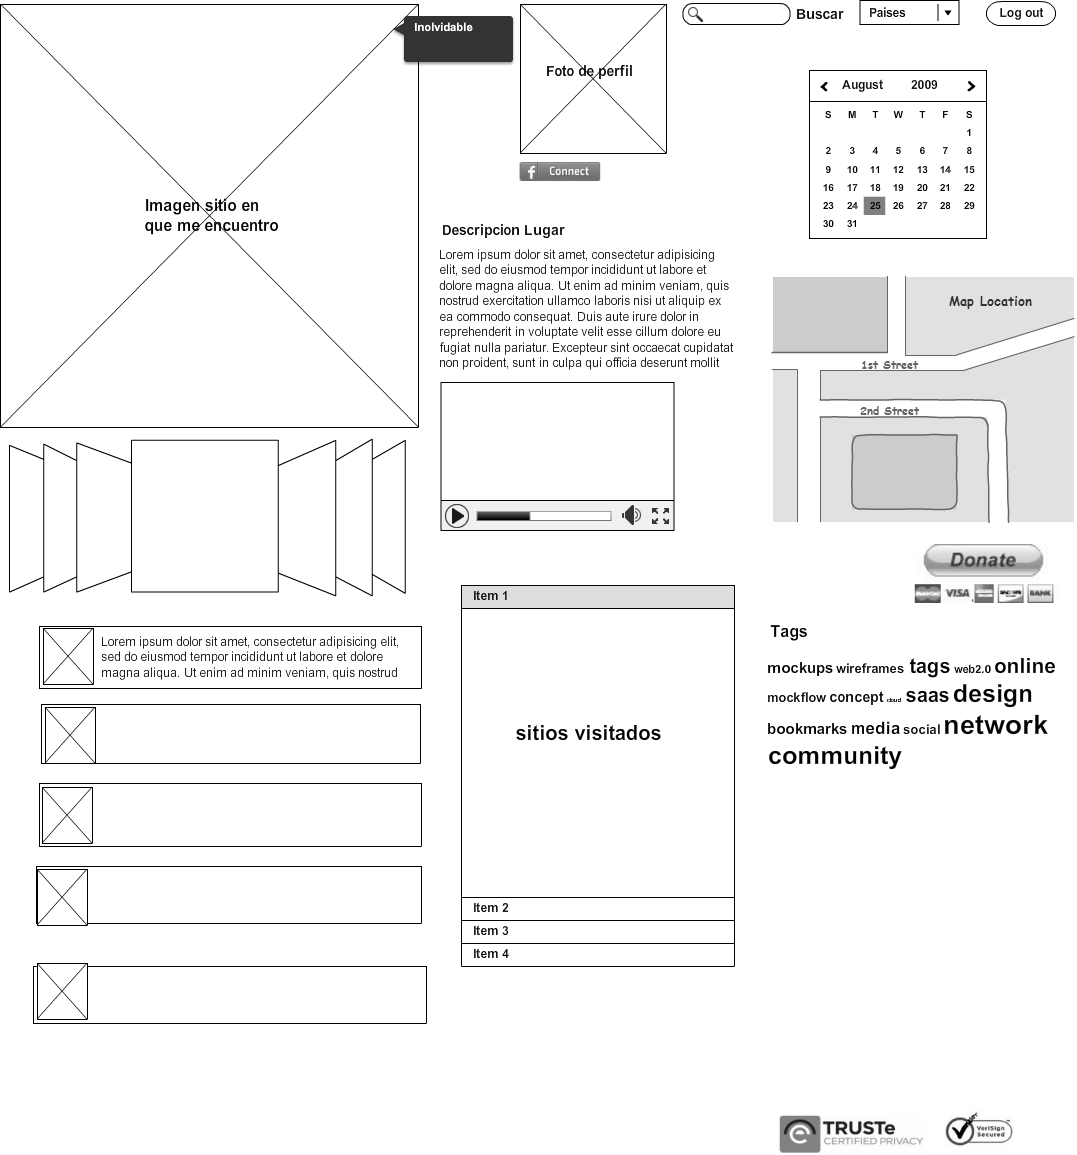 Inolvidable
Imagen sitio en
que me encuentro
Foto de perfil
f Connect
Buscar
Paises
Log out
August 2009
S M T W T F S
1
2 3 4 5 6 7 8
9 10 11 12 13 14 15
16 17 18 19 20 21 22
23 24 25 26 27 28 29
30 31
Descripcion Lugar
Lorem ipsum dolor sit amet, consectetur adipisicing
elit, sed do eiusmod tempor incididunt ut labore et
dolore magna aliqua. Ut enim ad minim veniam, quis
nostrud exercitation ullamco laboris nisi ut aliquip ex
ea commodo consequat. Duis aute irure dolor in
reprehenderit in voluptate velit esse cillum dolore eu
fugiat nulla pariatur. Excepteur sint occaecat cupidatat
non proident, sunt in culpa qui officia deserunt mollit
Map Location
1st Street
2nd Street
Donate
MasterCard VISA BANK
Lorem ipsum dolor sit amet, consectetur adipisicing elit,
sed do eiusmod tempor incididunt ut labore et dolore
magna aliqua. Ut enim ad minim veniam, quis nostrud
Item 1
sitios visitados
Item 2
Item 3
Item 4
Tags
mockups wireframes tags web2.0 online
mockflow concept cloud saas design
bookmarks media social network
community
TRUSTe
CERTIFIED PRIVACY
VeriSign
Secured